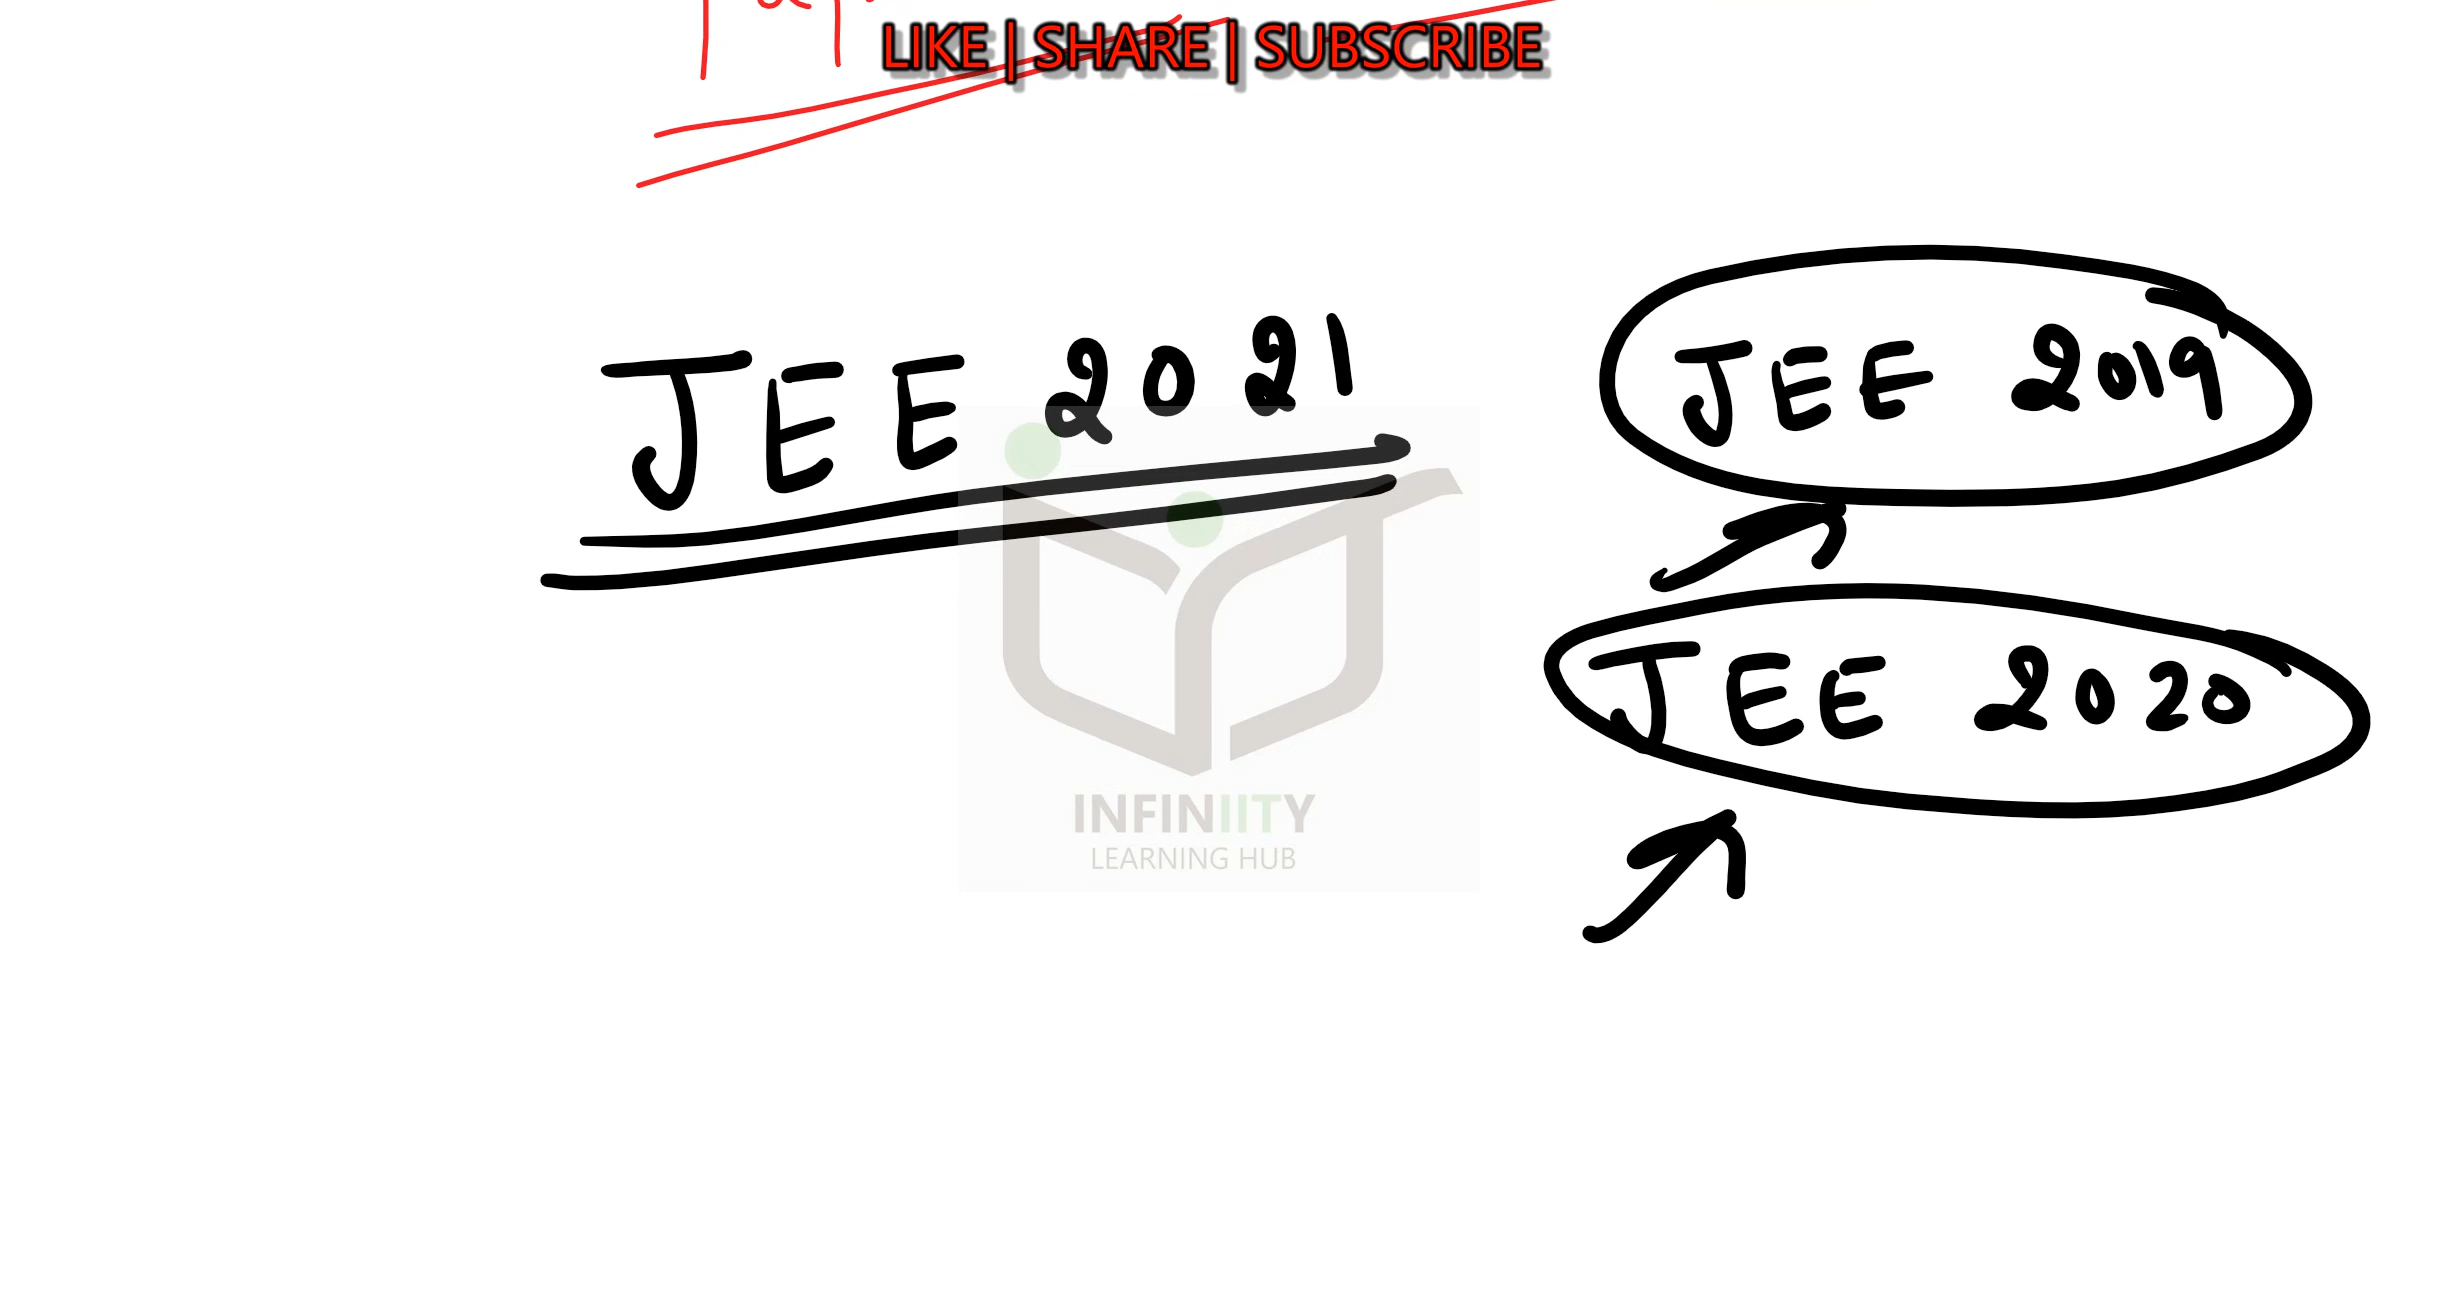 LIKE | SHARE | SUBSCRIBE
JEE 2021
JEE 2019
JEE 2020
INFINIITY
LEARNING HUB